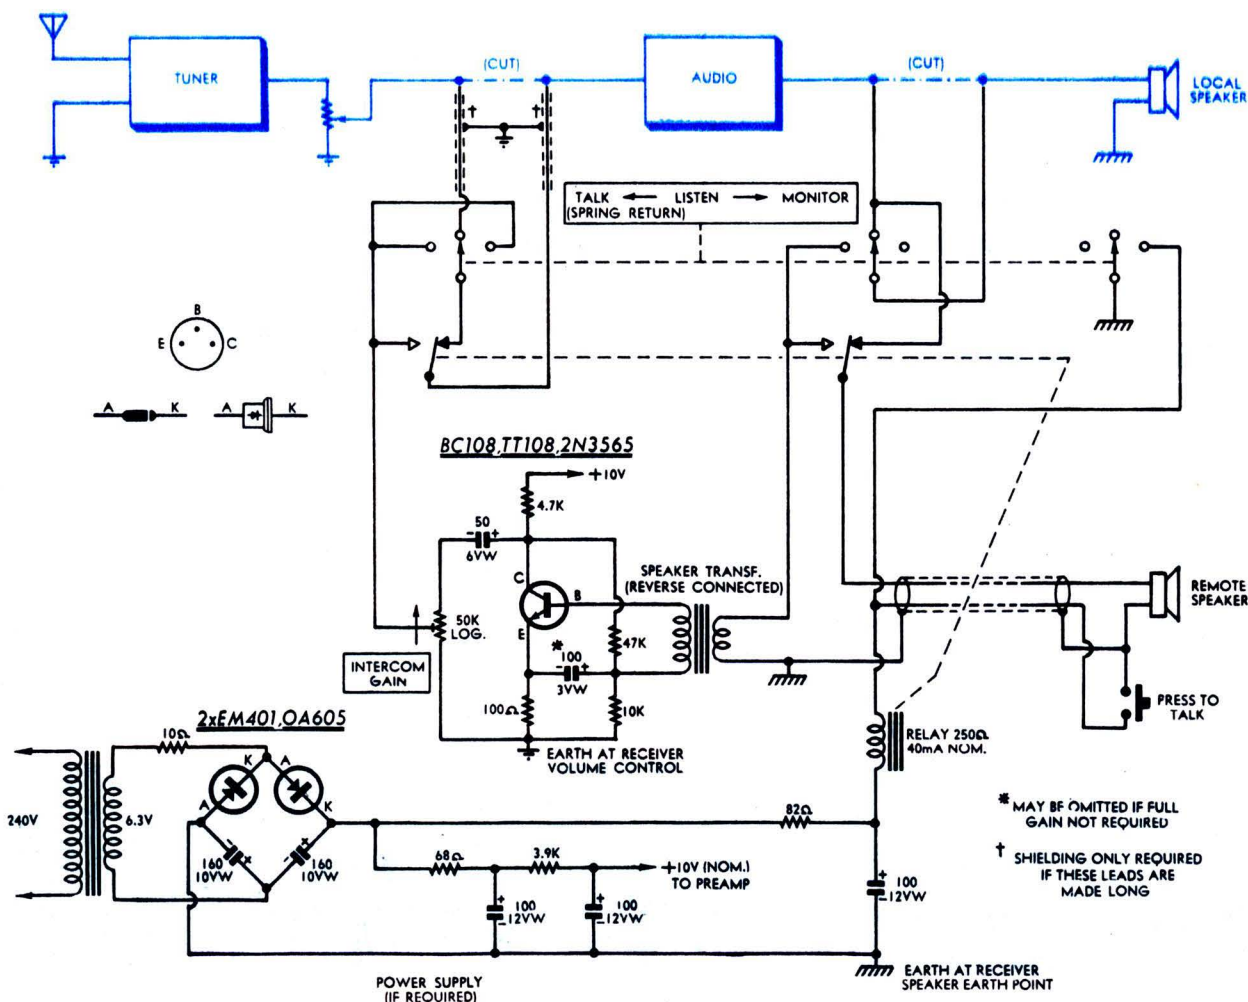 TUNER
(CUT)
AUDIO
(CUT)
LOCAL
SPEAKER
†
†
TALK LISTEN MONITOR
(SPRING RETURN)
B
E
C
A
K
A
K
BC108,TT108,2N3565
+10V
4.7K
- 50 +
6VW
C
B
E
SPEAKER TRANSF.
(REVERSE CONNECTED)
REMOTE
SPEAKER
50K
LOG.
*
- 100 +
3VW
47K
INTERCOM
GAIN
100Ω
10K
PRESS TO
TALK
2xEM401,OA605
10Ω
EARTH AT RECEIVER
VOLUME CONTROL
RELAY 250Ω
40mA NOM.
K
A
A
K
240V
6.3V
82Ω
* MAY BE OMITTED IF FULL
GAIN NOT REQUIRED
- +
160
10VW
- +
160
10VW
68Ω
3.9K
+10V (NOM.)
TO PREAMP
† SHIELDING ONLY REQUIRED
IF THESE LEADS ARE
MADE LONG
+ 100
-12VW
+ 100
-12VW
+ 100
-12VW
POWER SUPPLY
(IF REQUIRED)
EARTH AT RECEIVER
SPEAKER EARTH POINT